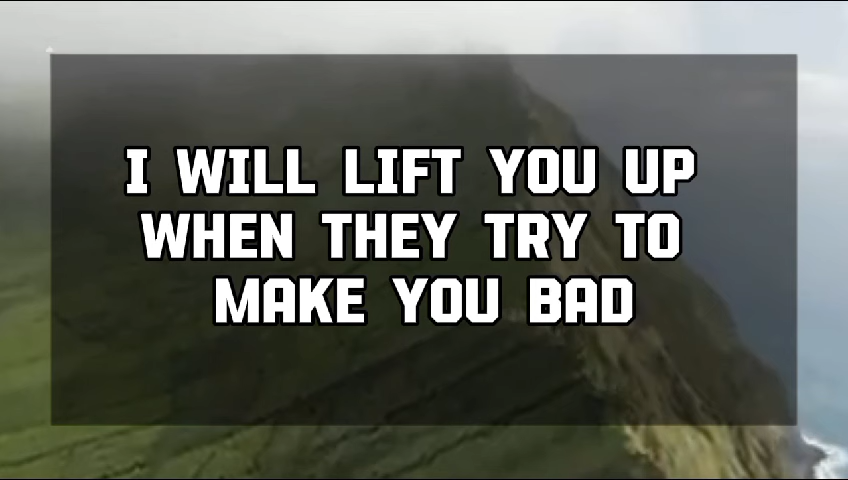 I WILL LIFT YOU UP
WHEN THEY TRY TO
MAKE YOU BAD